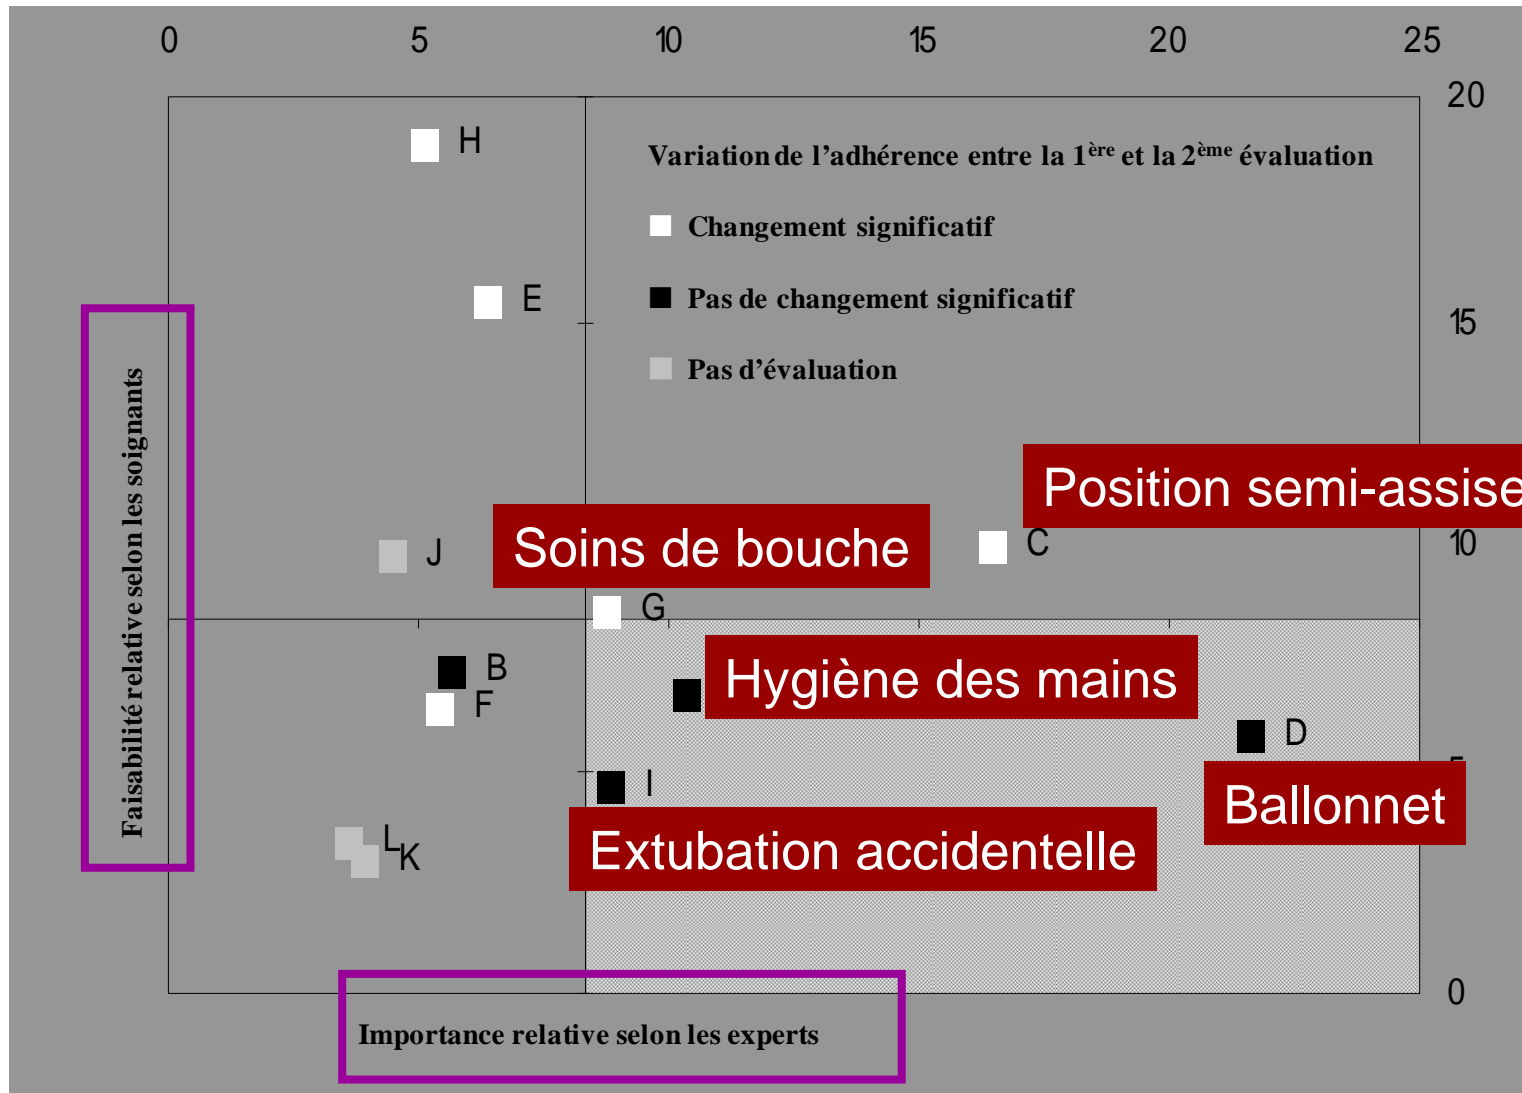 0 5 10 15 20 25
20
H
Variation de l’adhérence entre la 1ère et la 2ème évaluation
Changement significatif
E
Pas de changement significatif
15
Pas d’évaluation
Faisabilité relative selon les soignants
Position semi-assise
Soins de bouche
C
10
J
G
B
Hygiène des mains
F
D
5
I
Ballonnet
L
Extubation accidentelle
K
0
Importance relative selon les experts